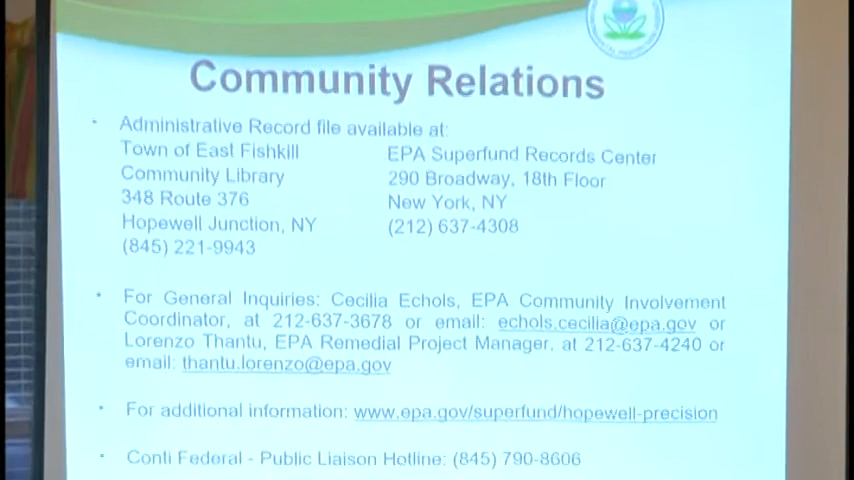 Community Relations
Administrative Record file available at:
Town of East Fishkill
Community Library
348 Route 376
Hopewell Junction, NY
(845) 221-9943
EPA Superfund Records Center
290 Broadway, 18th Floor
New York, NY
(212) 637-4308
For General Inquiries: Cecilia Echols, EPA Community Involvement
Coordinator, at 212-637-3678 or email: echols.cecilia@epa.gov or
Lorenzo Thantu, EPA Remedial Project Manager, at 212-637-4240 or
email: thantu.lorenzo@epa.gov
For additional information: www.epa.gov/superfund/hopewell-precision
Conti Federal - Public Liaison Hotline: (845) 790-8606